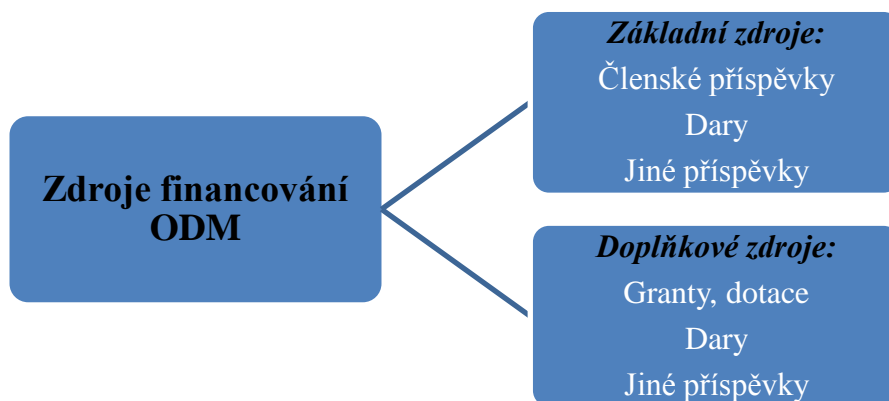 Zdroje financování
ODM
Základní zdroje:
Členské příspěvky
Dary
Jiné příspěvky
Doplňkové zdroje:
Granty, dotace
Dary
Jiné příspěvky